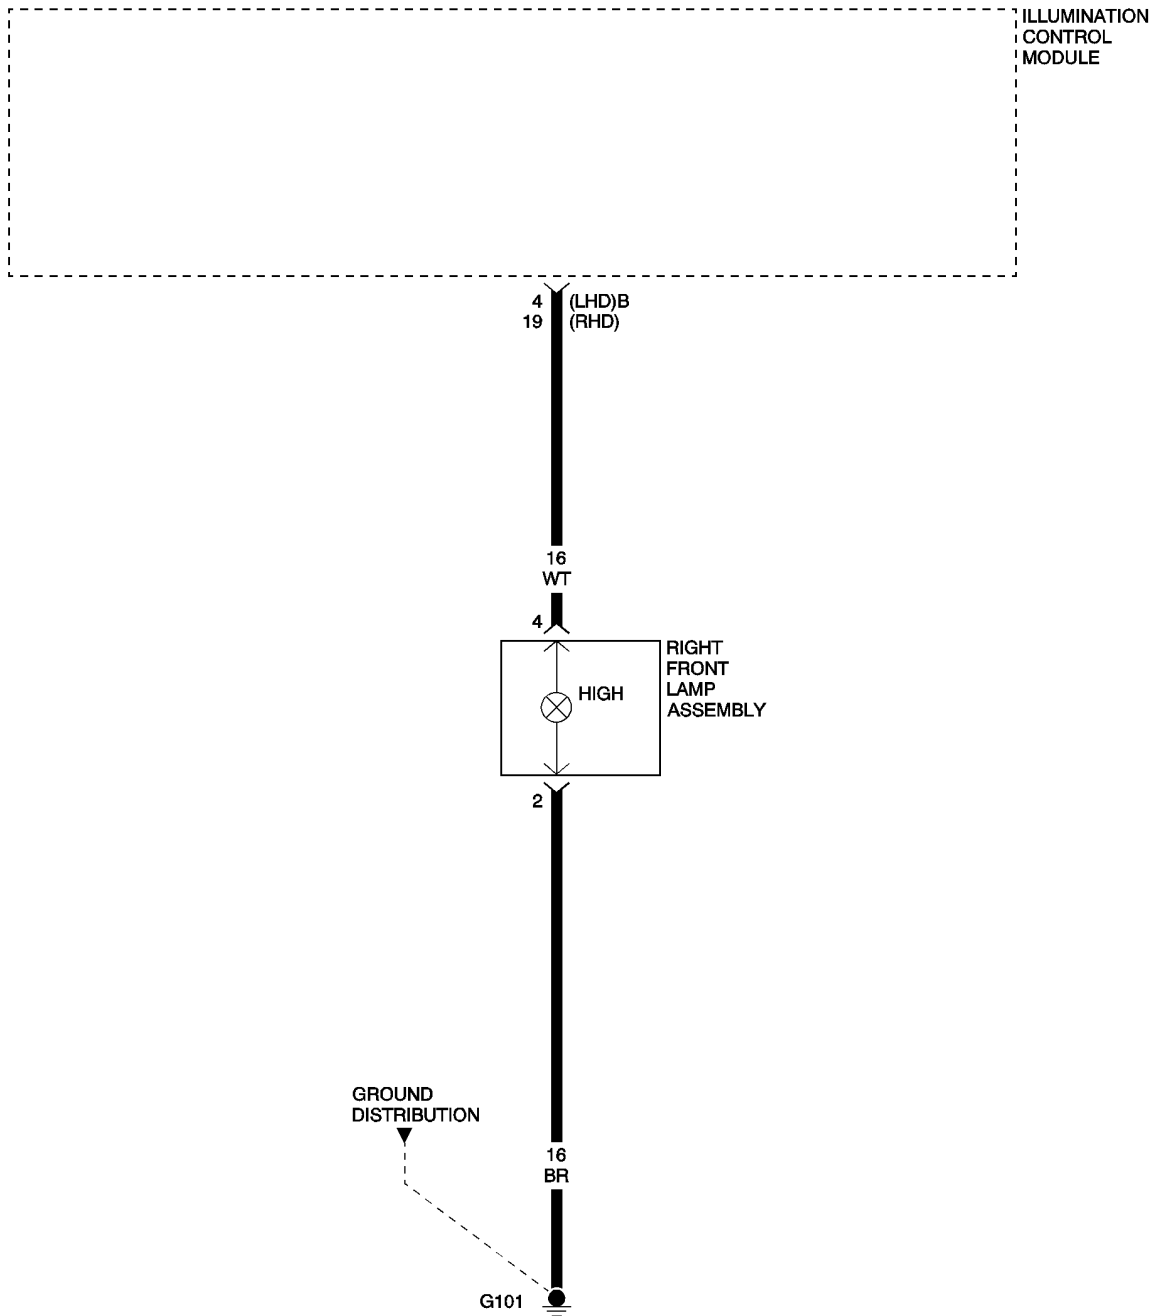 ILLUMINATION
CONTROL
MODULE
4 (LHD)B
19 (RHD)
16
WT
4
RIGHT
FRONT
LAMP
ASSEMBLY
HIGH
2
GROUND
DISTRIBUTION
16
BR
G101